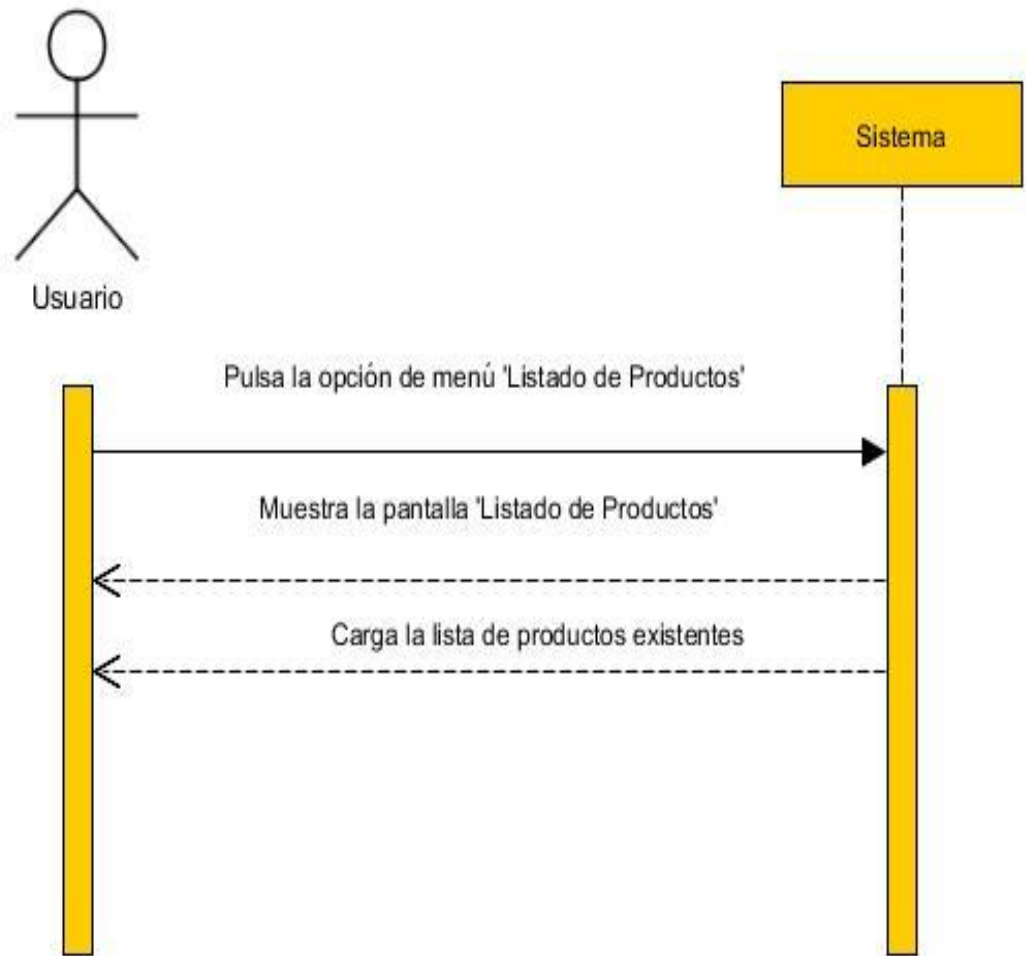 Sistema
Usuario
Pulsa la opción de menú 'Listado de Productos'
Muestra la pantalla 'Listado de Productos'
Carga la lista de productos existentes